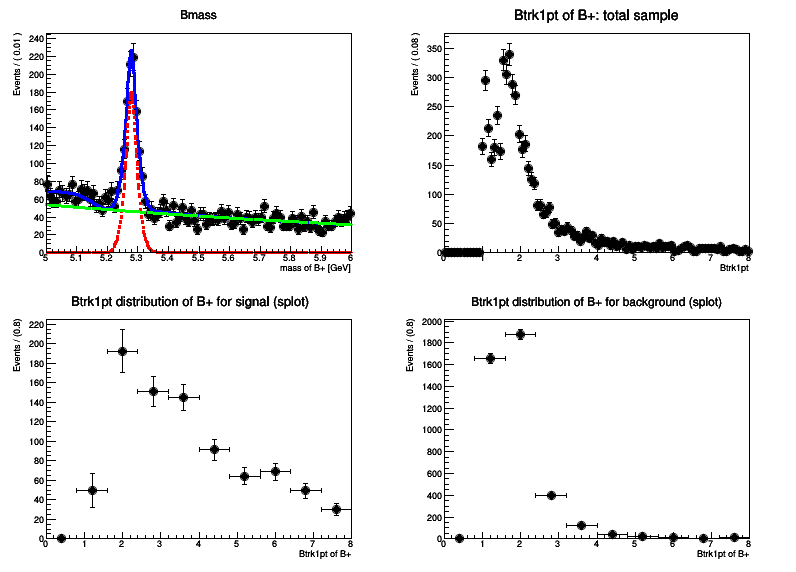 Bmass
Events / ( 0.01 )
240
220
200
180
160
140
120
100
80
60
40
20
0
5 5.1 5.2 5.3 5.4 5.5 5.6 5.7 5.8 5.9 6
mass of B+ [GeV]
Btrk1pt of B+: total sample
Events / ( 0.08 )
350
300
250
200
150
100
50
0
0 1 2 3 4 5 6 7 8
Btrk1pt
Btrk1pt distribution of B+ for signal (splot)
Events / (0.8)
220
200
180
160
140
120
100
80
60
40
20
0
0 1 2 3 4 5 6 7 8
Btrk1pt of B+
Btrk1pt distribution of B+ for background (splot)
Events / (0.8)
2000
1800
1600
1400
1200
1000
800
600
400
200
0
0 1 2 3 4 5 6 7 8
Btrk1pt of B+